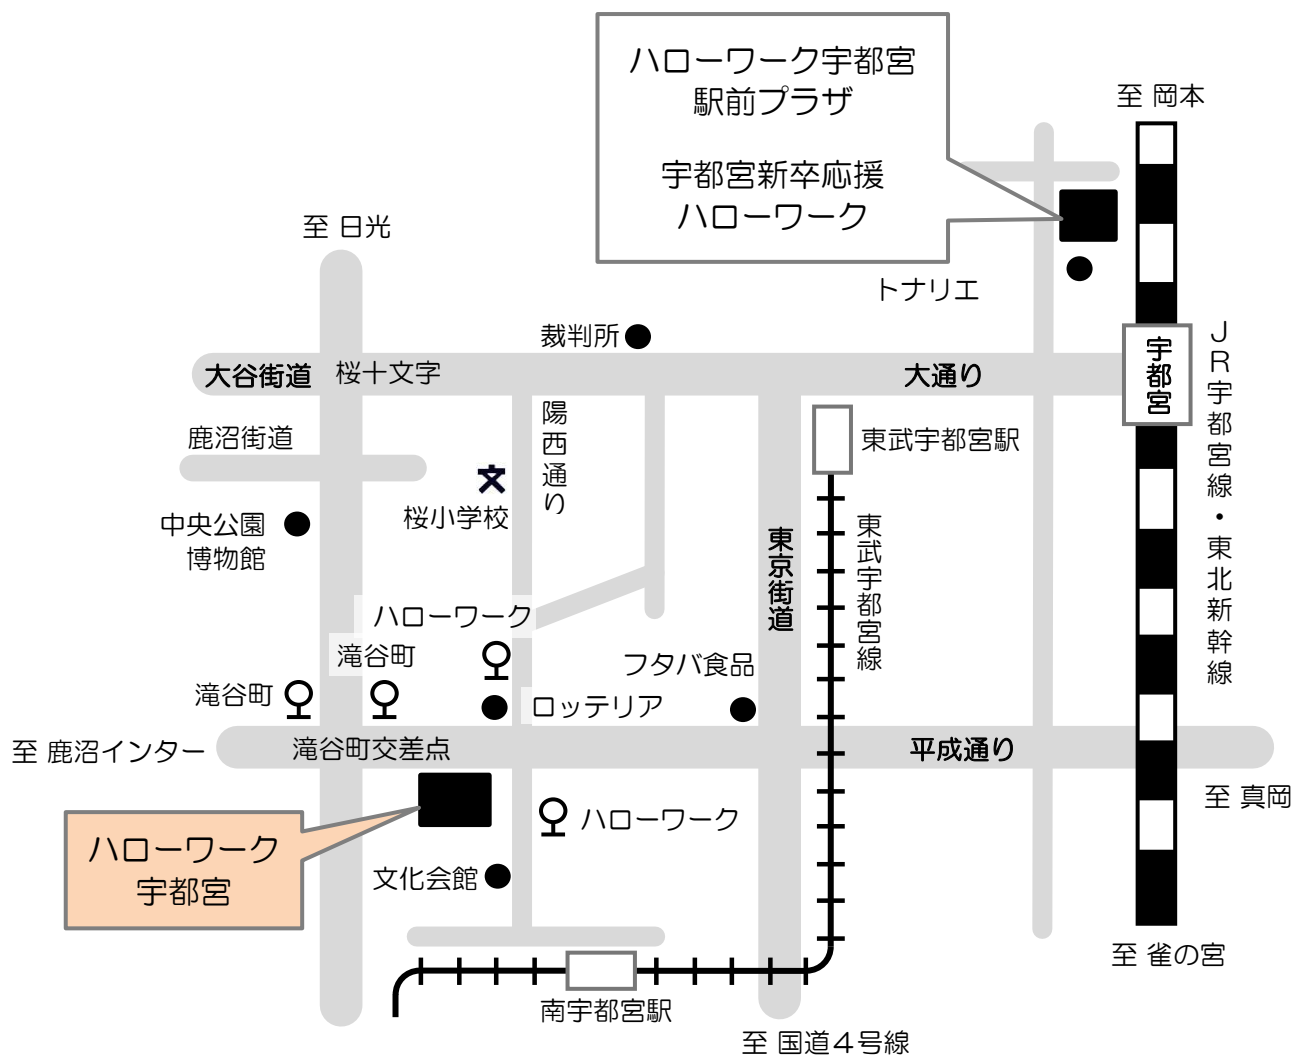 ハローワーク宇都宮
駅前プラザ
宇都宮新卒応援
ハローワーク
至 岡本
至 日光
トナリエ
裁判所
大谷街道
桜十文字
大通り
宇都宮
JR宇都宮線・東北新幹線
陽西通り
鹿沼街道
東武宇都宮駅
桜小学校
中央公園
博物館
東京街道
東武宇都宮線
ハローワーク
滝谷町
滝谷町
フタバ食品
ロッテリア
至 鹿沼インター
滝谷町交差点
平成通り
至 真岡
ハローワーク
ハローワーク
宇都宮
文化会館
至 雀の宮
南宇都宮駅
至 国道4号線